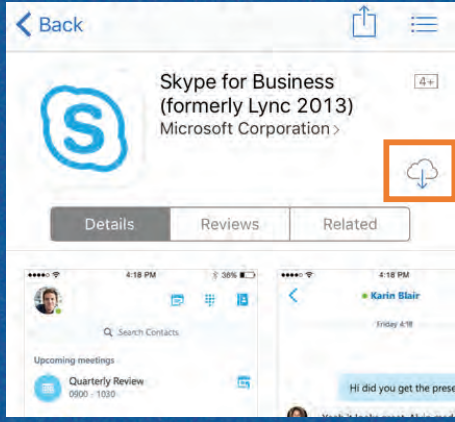 Back
Skype for Business
(formerly Lync 2013)
Microsoft Corporation >
4+
S
Details
Reviews
Related
4:18 PM
36%
Search Contacts
Upcoming meetings
Quarterly Review
0900 - 1030
4:18 PM
Karin Blair
Friday 4:18
Hi did you get the prese